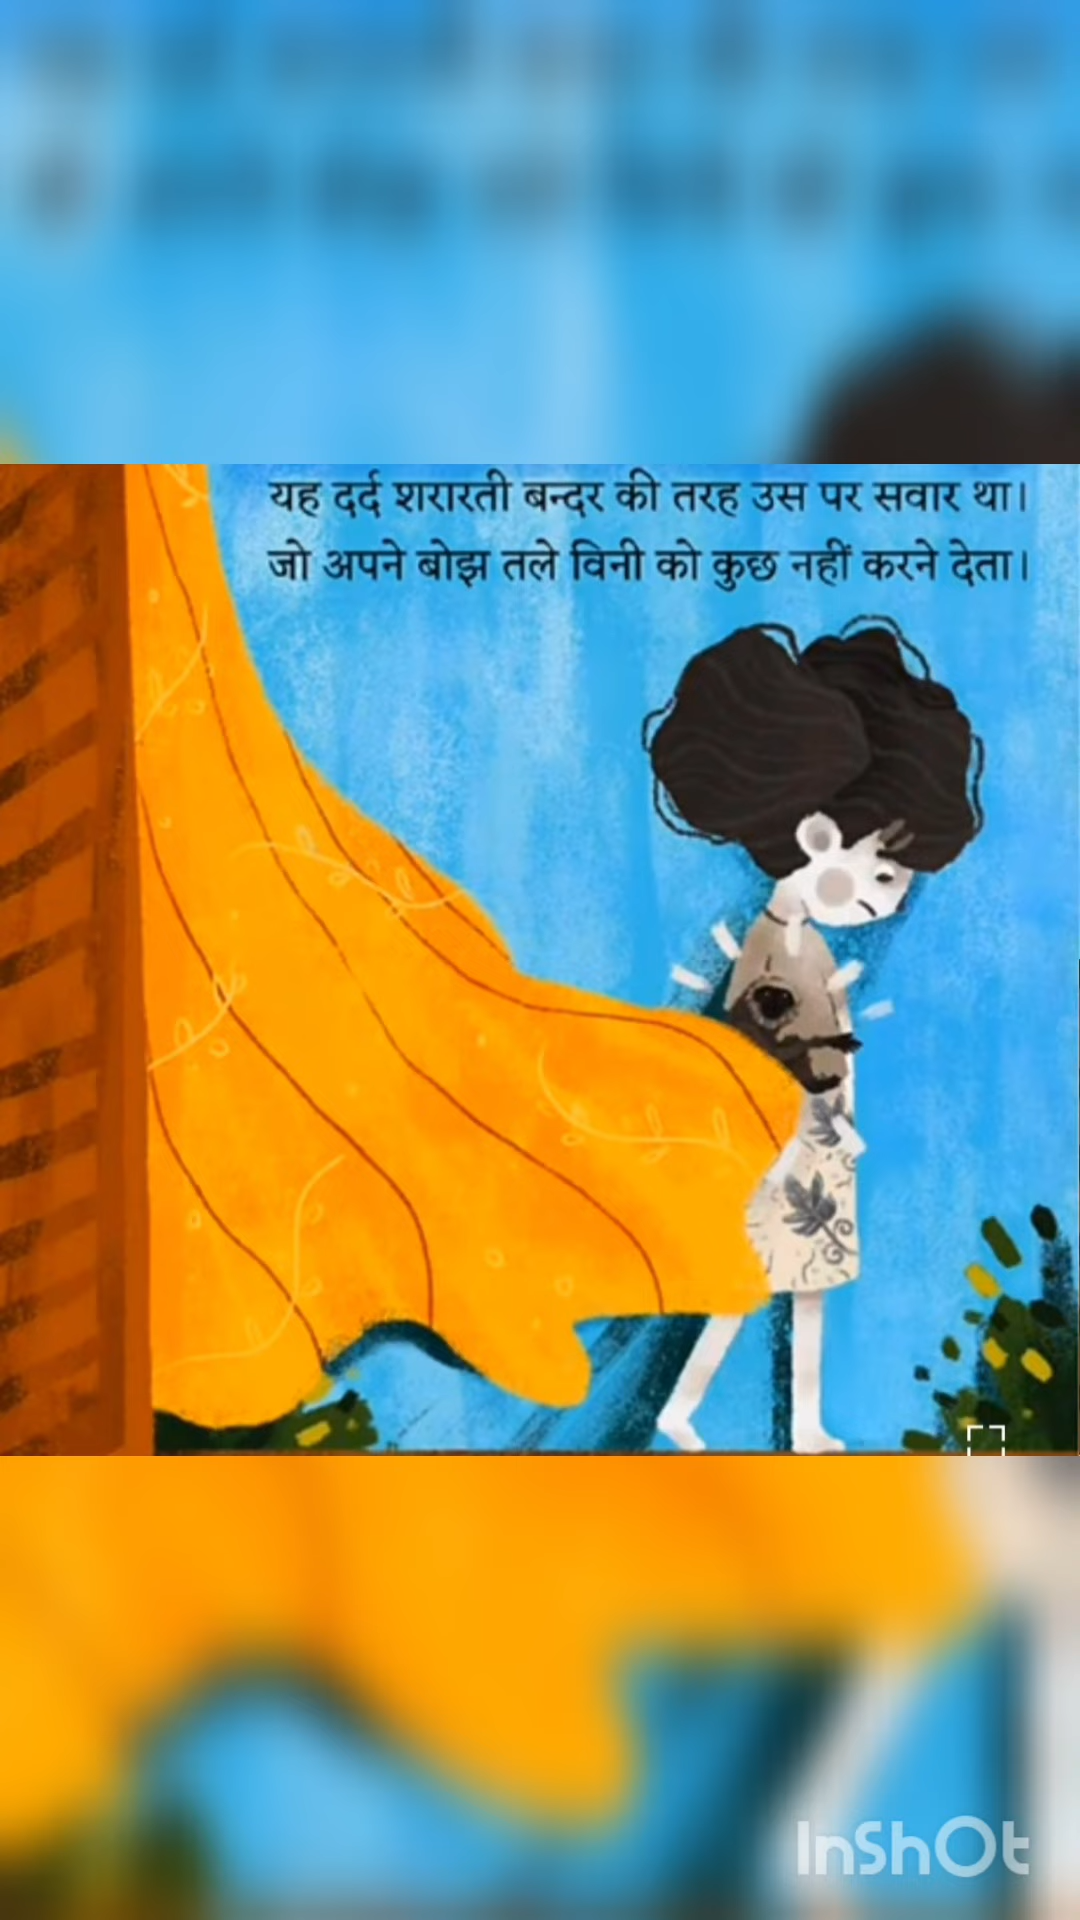 यह दर्द शरारती बन्दर की तरह उस पर सवार था।
जो अपने बोझ तले विनी को कुछ नहीं करने देता।
InShOt